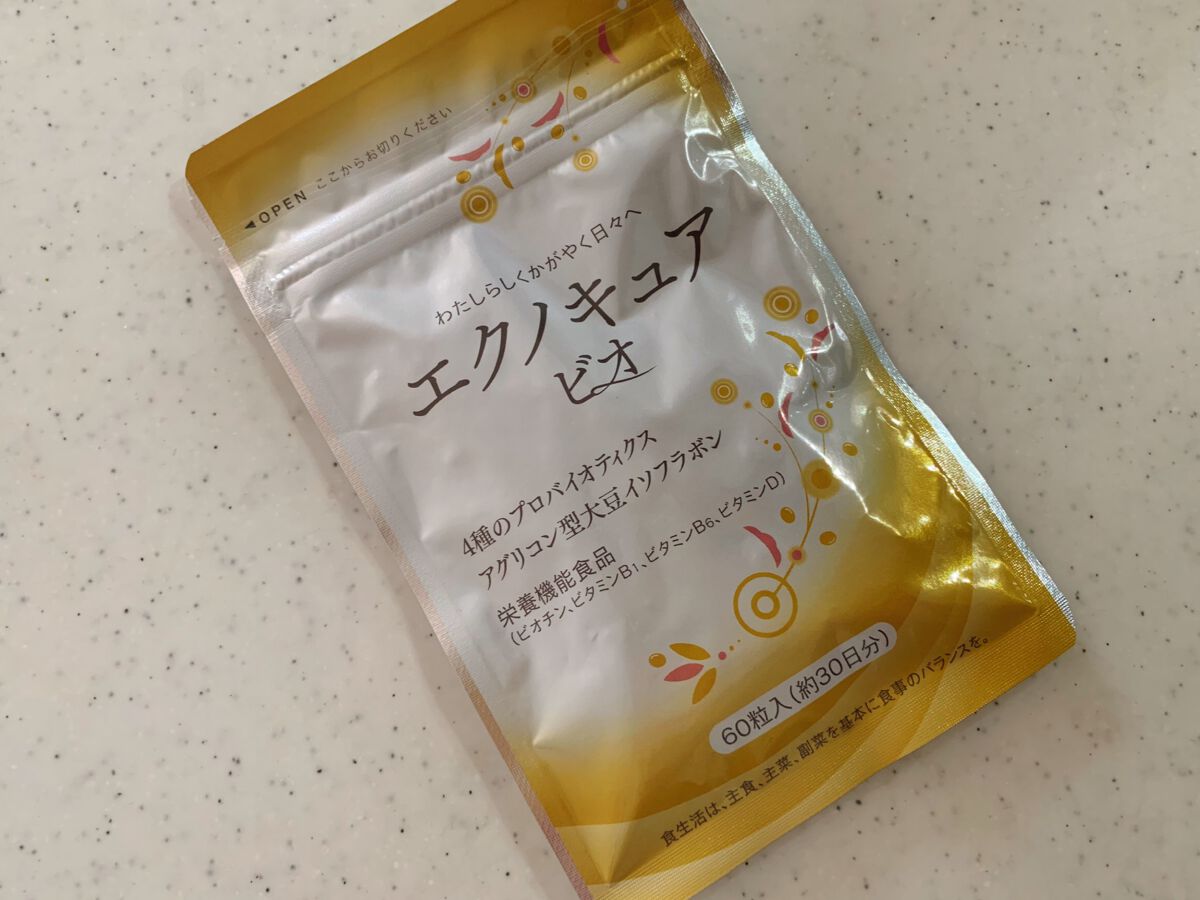 ◀OPEN ここからお切りください
わたしらしくかがやく日々へ
エクノキュア
ビオ
4種のプロバイオティクス
アグリコン型大豆イソフラボン
栄養機能食品
(ビオチン、ビタミンB1、ビタミンB6、ビタミンD)
60粒入(約30日分)
食生活は、主食、主菜、副菜を基本に食事のバランスを。